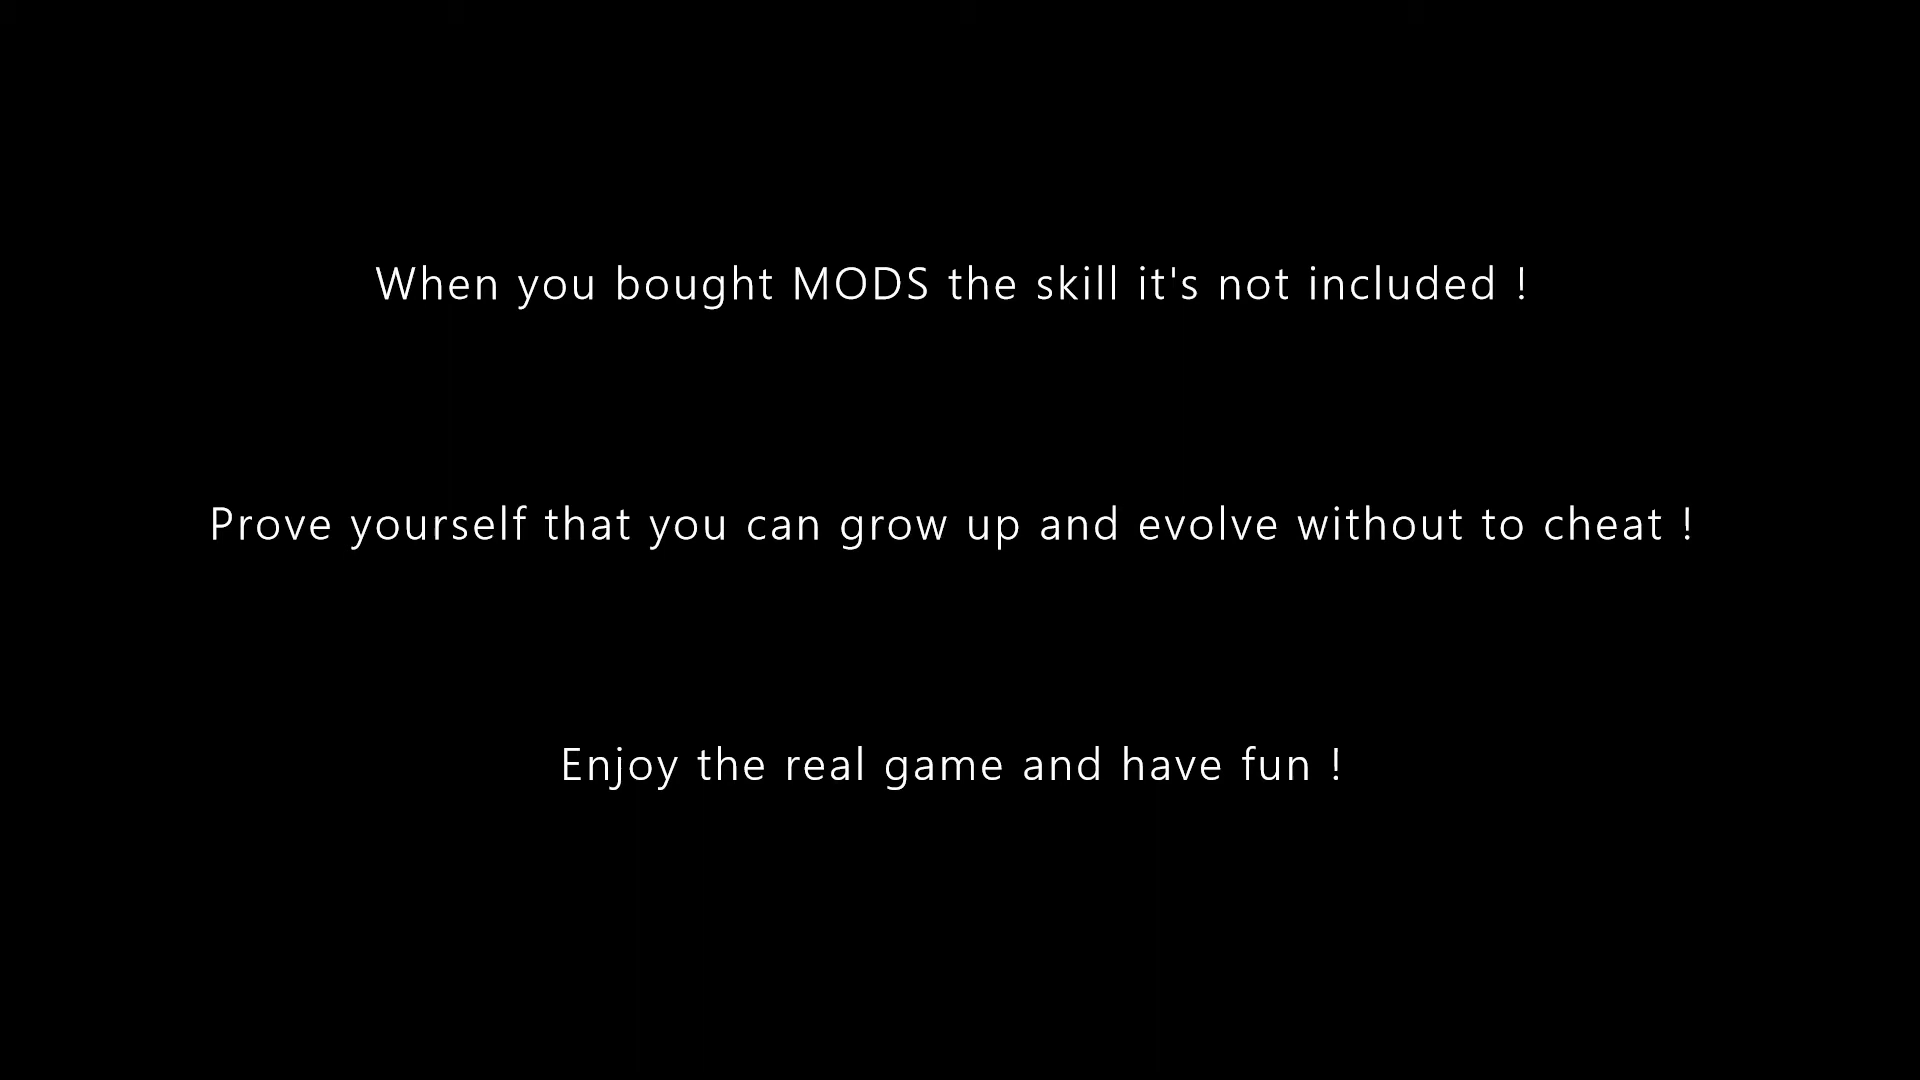 When you bought MODS the skill it's not included !
Prove yourself that you can grow up and evolve without to cheat !
Enjoy the real game and have fun !